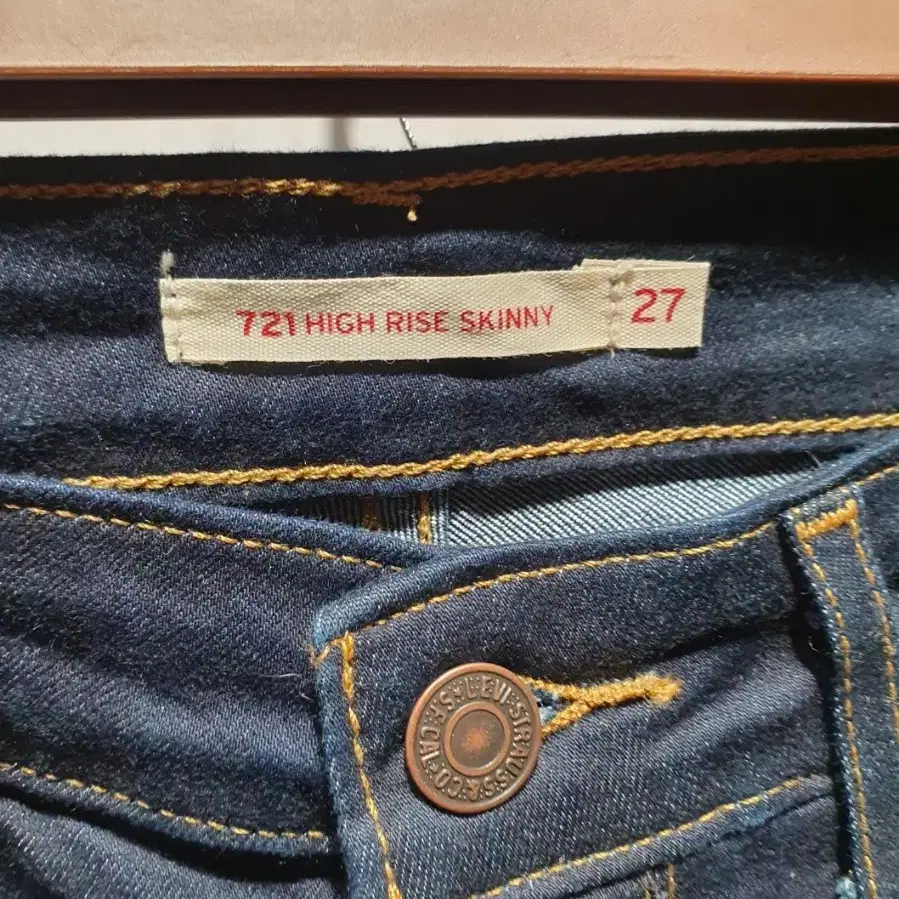 721 HIGH RISE SKINNY 27
LEVI STRAUSS & CO. S.F. CAL